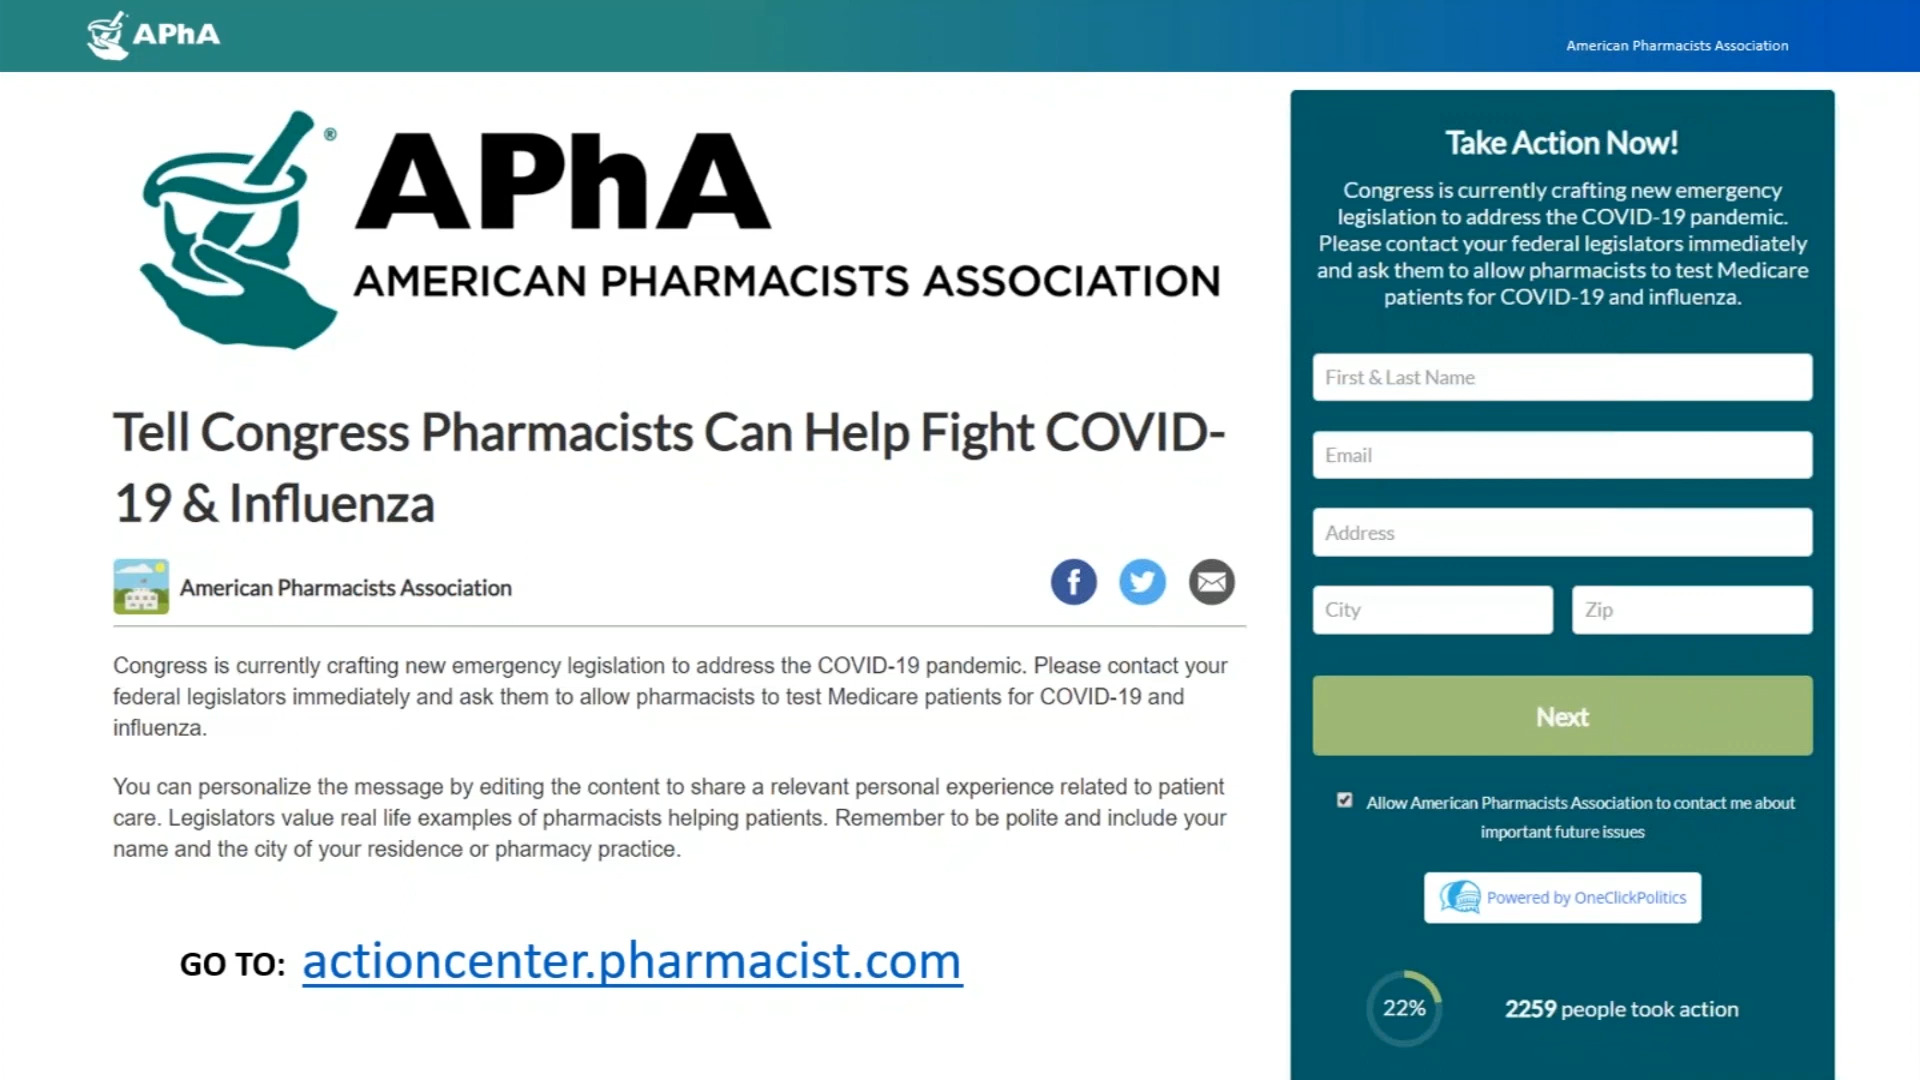 APhA
American Pharmacists Association
®
APhA
AMERICAN PHARMACISTS ASSOCIATION
Tell Congress Pharmacists Can Help Fight COVID-
19 & Influenza
American Pharmacists Association
Congress is currently crafting new emergency legislation to address the COVID-19 pandemic. Please contact your
federal legislators immediately and ask them to allow pharmacists to test Medicare patients for COVID-19 and
influenza.
You can personalize the message by editing the content to share a relevant personal experience related to patient
care. Legislators value real life examples of pharmacists helping patients. Remember to be polite and include your
name and the city of your residence or pharmacy practice.
GO TO: actioncenter.pharmacist.com
Take Action Now!
Congress is currently crafting new emergency
legislation to address the COVID-19 pandemic.
Please contact your federal legislators immediately
and ask them to allow pharmacists to test Medicare
patients for COVID-19 and influenza.
First & Last Name
Email
Address
City Zip
Next
Allow American Pharmacists Association to contact me about
important future issues
Powered by OneClickPolitics
22% 2259 people took action